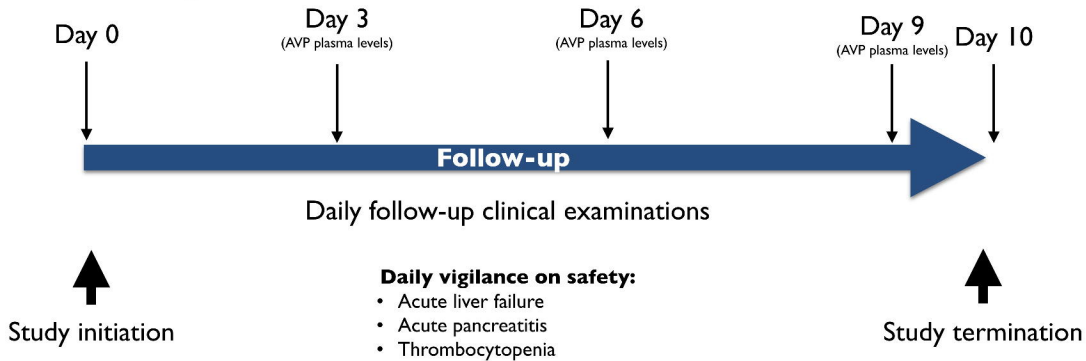 Day 0
Day 3
(AVP plasma levels)
Day 6
(AVP plasma levels)
Day 9
(AVP plasma levels)
Day 10
Follow-up
Daily follow-up clinical examinations
Study initiation
Daily vigilance on safety:
• Acute liver failure
• Acute pancreatitis
• Thrombocytopenia
Study termination